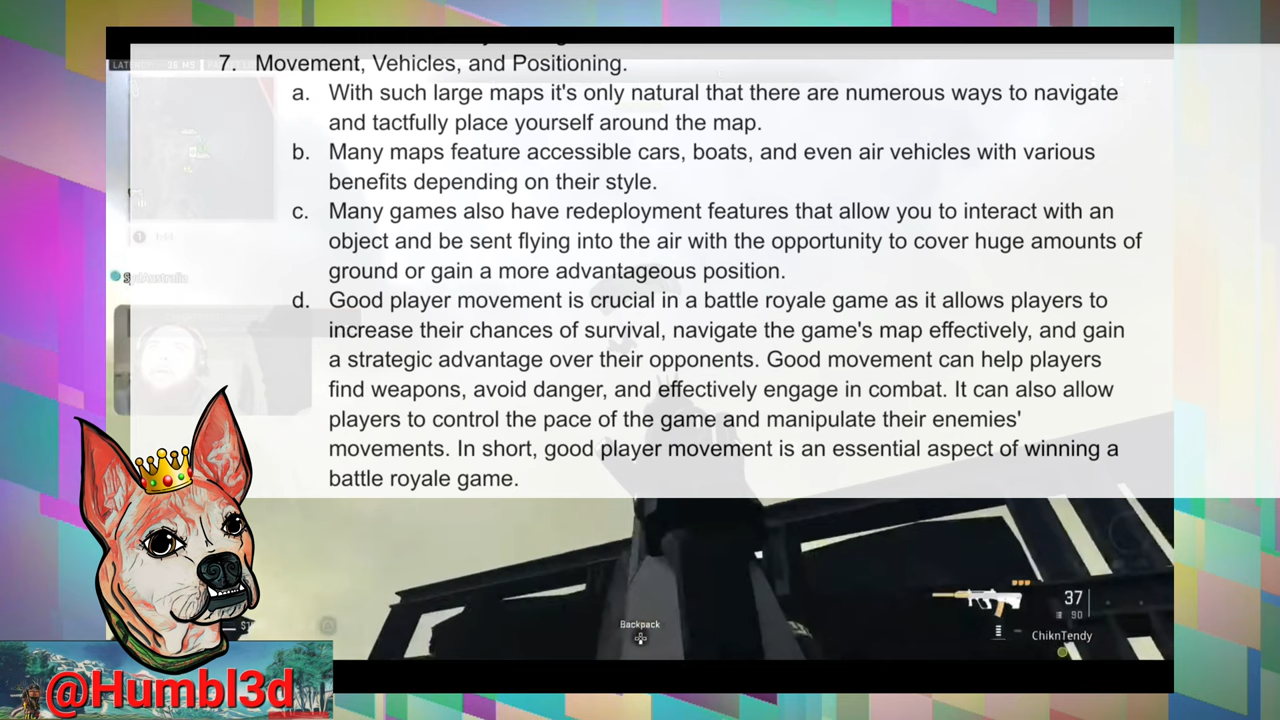 LATENCY 36 MS
7. Movement, Vehicles, and Positioning.
a. With such large maps it's only natural that there are numerous ways to navigate
and tactfully place yourself around the map.
b. Many maps feature accessible cars, boats, and even air vehicles with various
benefits depending on their style.
c. Many games also have redeployment features that allow you to interact with an
object and be sent flying into the air with the opportunity to cover huge amounts of
ground or gain a more advantageous position.
d. Good player movement is crucial in a battle royale game as it allows players to
increase their chances of survival, navigate the game's map effectively, and gain
a strategic advantage over their opponents. Good movement can help players
find weapons, avoid danger, and effectively engage in combat. It can also allow
players to control the pace of the game and manipulate their enemies'
movements. In short, good player movement is an essential aspect of winning a
battle royale game.
SydAustralia
Backpack
37
90
ChiknTendy
@Humbl3d